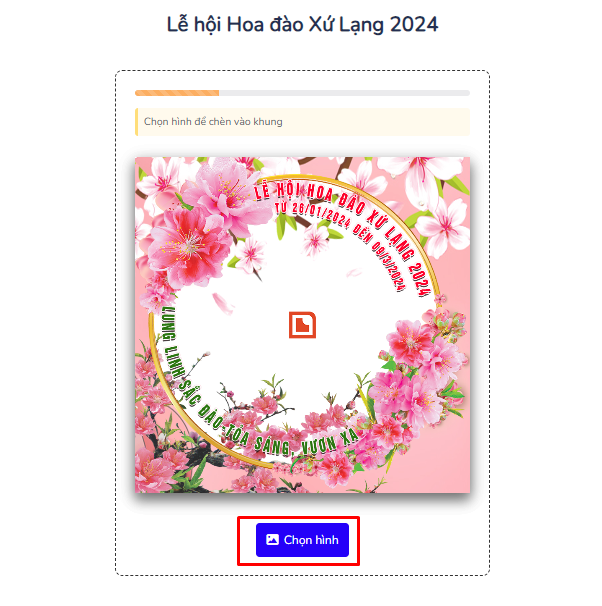 Lễ hội Hoa đào Xứ Lạng 2024
Chọn hình để chèn vào khung
LỄ HỘI HOA ĐÀO XỨ LẠNG 2024
TỪ 28/01/2024 ĐẾN 09/3/2024
LUNG LINH SẮC ĐÀO TỎA SÁNG, VƯƠN XA
Chọn hình